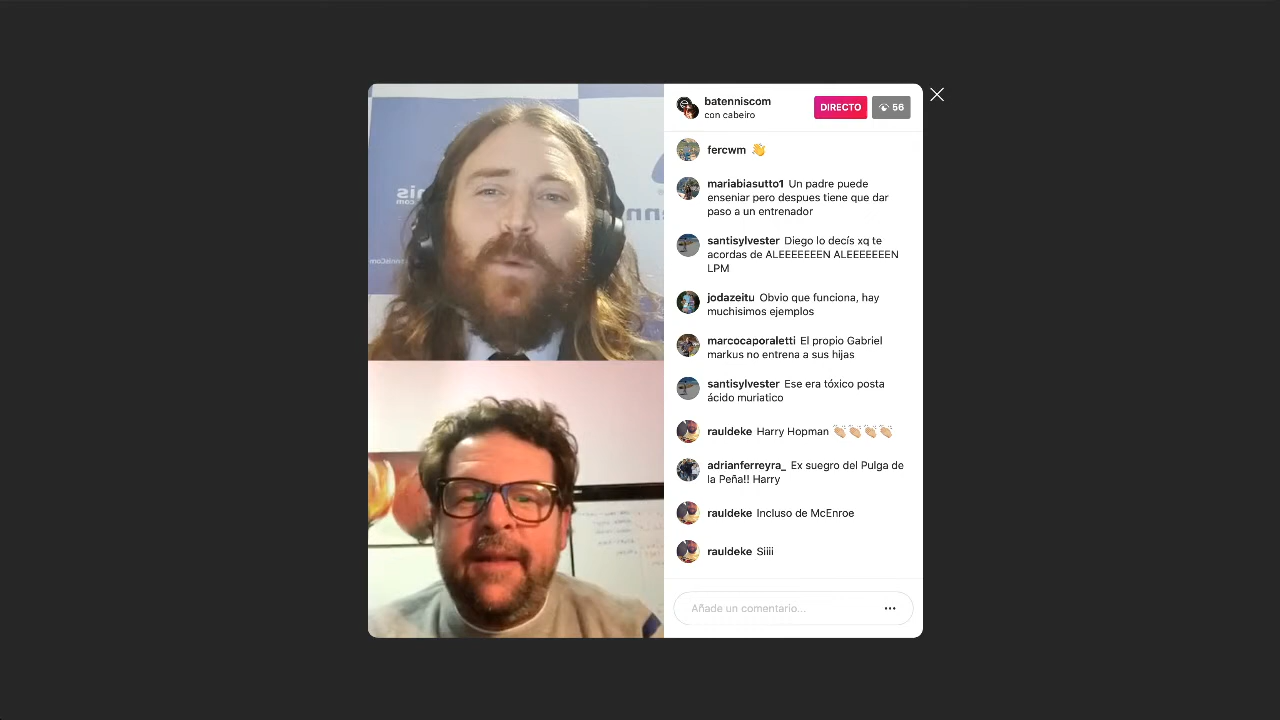 batenniscom
con cabeiro
DIRECTO
56
fercwm 👋
mariabiasutto1 Un padre puede
enseniar pero despues tiene que dar
paso a un entrenador
santisylvester Diego lo decís xq te
acordas de ALEEEEEEN ALEEEEEEEN
LPM
jodazeitu Obvio que funciona, hay
muchisimos ejemplos
marcocaporaletti El propio Gabriel
markus no entrena a sus hijas
santisylvester Ese era tóxico posta
ácido muriatico
rauldeke Harry Hopman 👏🏼👏🏼👏🏼👏🏼
adrianferreyra_ Ex suegro del Pulga de
la Peña!! Harry
rauldeke Incluso de McEnroe
rauldeke Siiii
Añade un comentario...